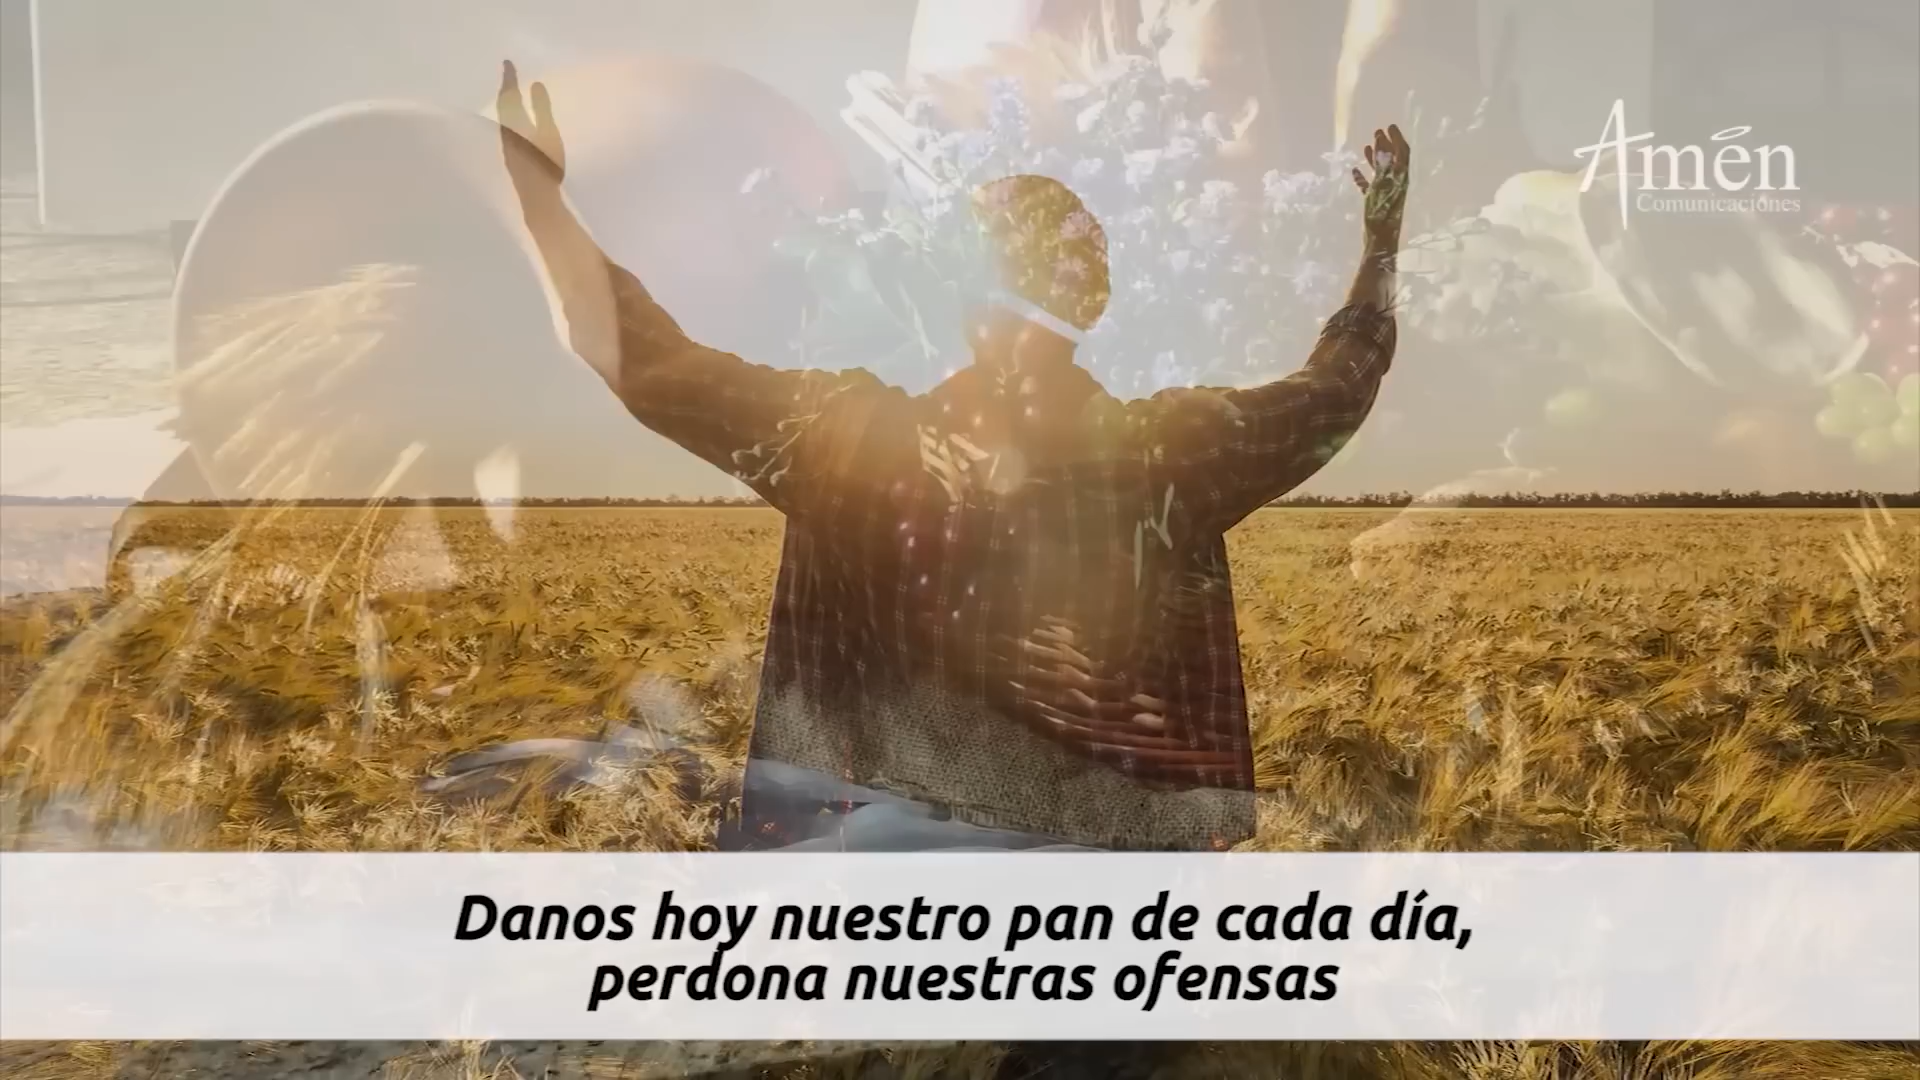 Amén
Comunicaciones
Danos hoy nuestro pan de cada día,
perdona nuestras ofensas